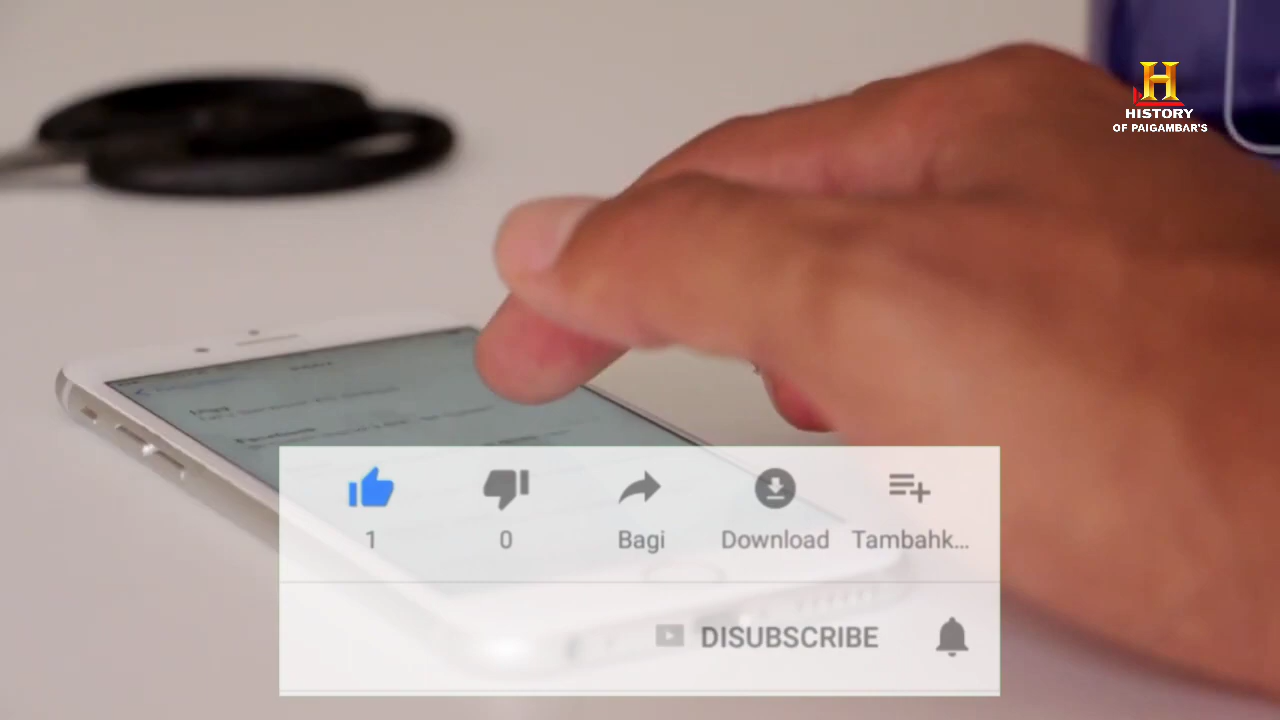 H
HISTORY
OF PAIGAMBAR'S
1
0
Bagi
Download
Tambahk...
DISUBSCRIBE